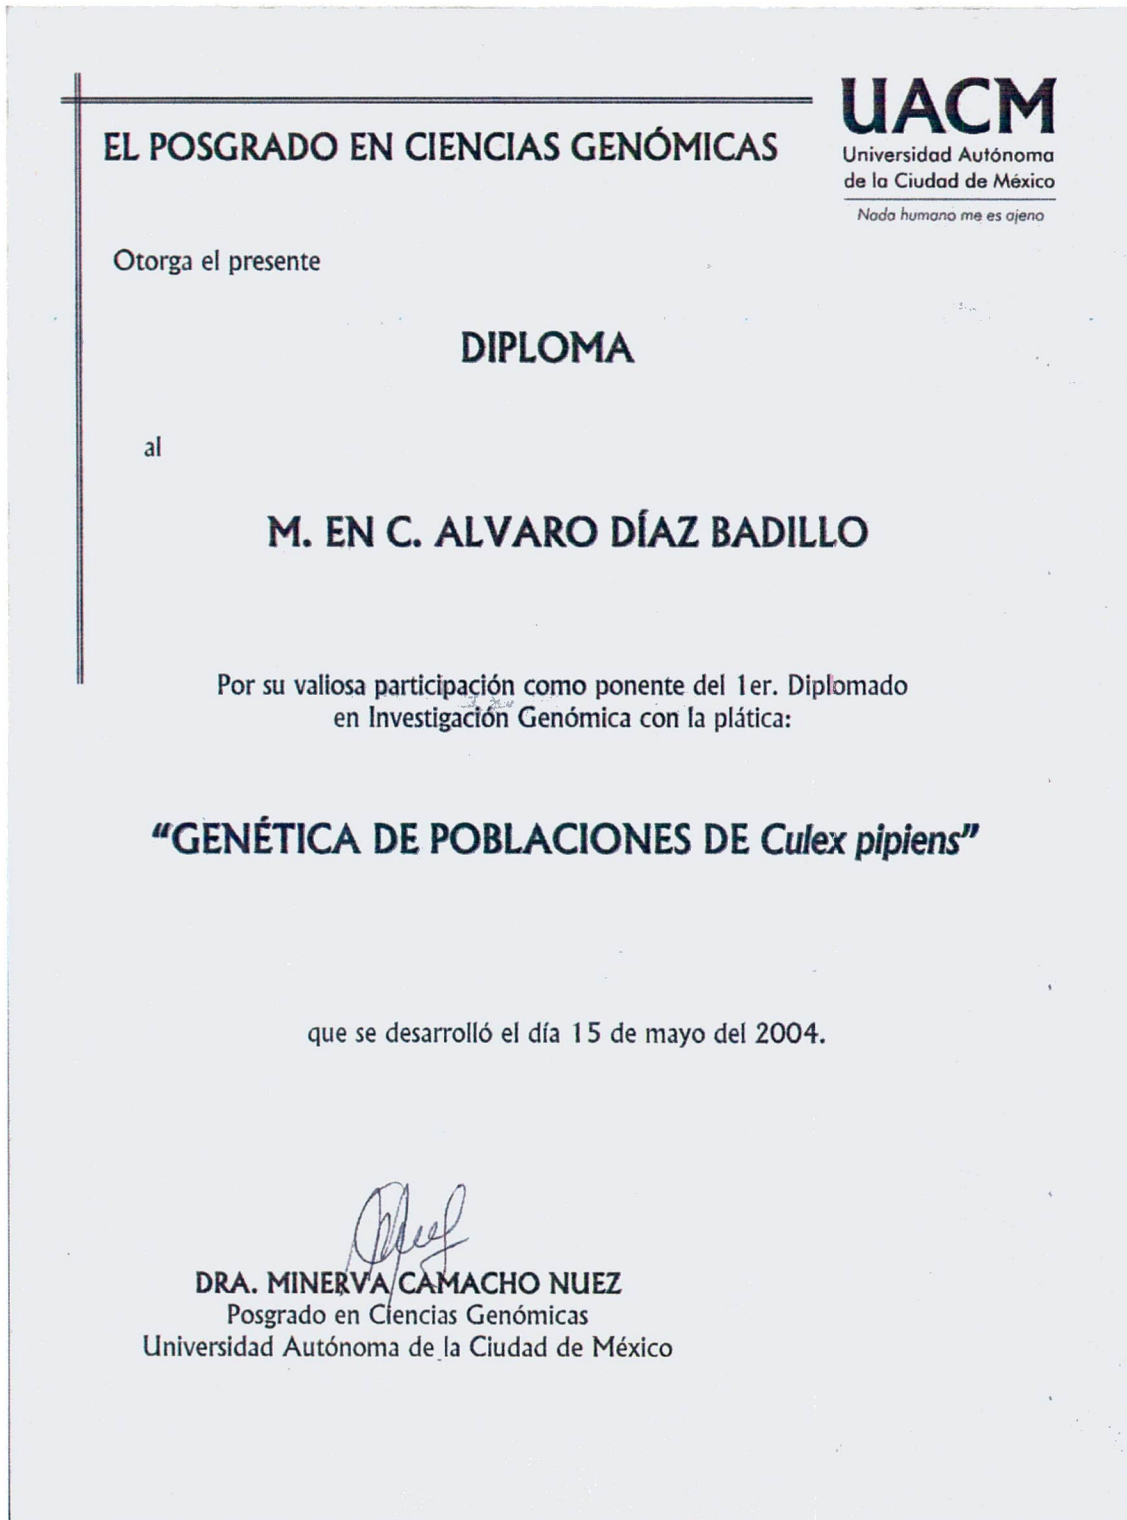 UACM
Universidad Autónoma
de la Ciudad de México
Nada humano me es ajeno
EL POSGRADO EN CIENCIAS GENÓMICAS
Otorga el presente
DIPLOMA
al
M. EN C. ALVARO DÍAZ BADILLO
Por su valiosa participación como ponente del 1er. Diplomado
en Investigación Genómica con la plática:
“GENÉTICA DE POBLACIONES DE Culex pipiens”
que se desarrolló el día 15 de mayo del 2004.
DRA. MINERVA CAMACHO NUEZ
Posgrado en Ciencias Genómicas
Universidad Autónoma de la Ciudad de México